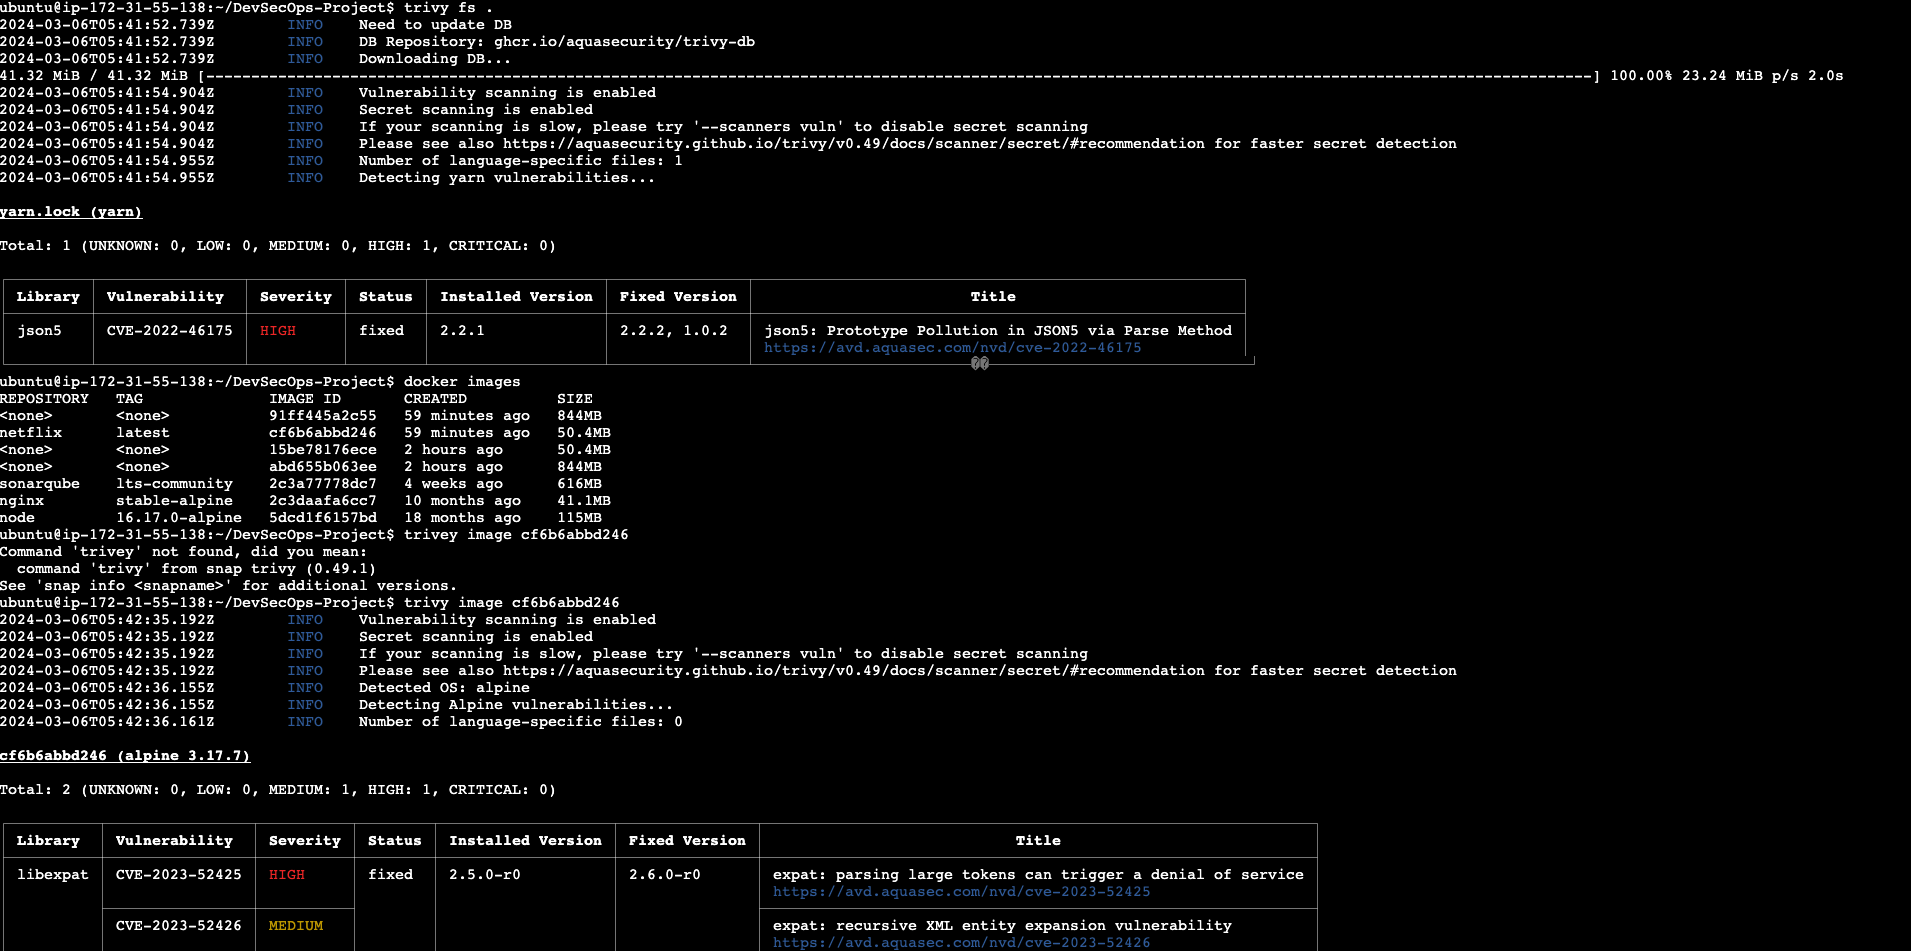 ubuntu@ip-172-31-55-138:~/DevSecOps-Project$ trivy fs .
2024-03-06T05:41:52.739Z INFO Need to update DB
2024-03-06T05:41:52.739Z INFO DB Repository: ghcr.io/aquasecurity/trivy-db
2024-03-06T05:41:52.739Z INFO Downloading DB...
41.32 MiB / 41.32 MiB [----------------------------------------------------------------------------------------------------------------------------------------------------------] 100.00% 23.24 MiB p/s 2.0s
2024-03-06T05:41:54.904Z INFO Vulnerability scanning is enabled
2024-03-06T05:41:54.904Z INFO Secret scanning is enabled
2024-03-06T05:41:54.904Z INFO If your scanning is slow, please try '--scanners vuln' to disable secret scanning
2024-03-06T05:41:54.904Z INFO Please see also https://aquasecurity.github.io/trivy/v0.49/docs/scanner/secret/#recommendation for faster secret detection
2024-03-06T05:41:54.955Z INFO Number of language-specific files: 1
2024-03-06T05:41:54.955Z INFO Detecting yarn vulnerabilities...
yarn.lock (yarn)
Total: 1 (UNKNOWN: 0, LOW: 0, MEDIUM: 0, HIGH: 1, CRITICAL: 0)
Library Vulnerability Severity Status Installed Version Fixed Version Title
json5 CVE-2022-46175 HIGH fixed 2.2.1 2.2.2, 1.0.2 json5: Prototype Pollution in JSON5 via Parse Method
https://avd.aquasec.com/nvd/cve-2022-46175
ubuntu@ip-172-31-55-138:~/DevSecOps-Project$ docker images
REPOSITORY TAG IMAGE ID CREATED SIZE
<none> <none> 91ff445a2c55 59 minutes ago 844MB
netflix latest cf6b6abbd246 59 minutes ago 50.4MB
<none> <none> 15be78176ece 2 hours ago 50.4MB
<none> <none> abd655b063ee 2 hours ago 844MB
sonarqube lts-community 2c3a77778dc7 4 weeks ago 616MB
nginx stable-alpine 2c3daafa6cc7 10 months ago 41.1MB
node 16.17.0-alpine 5dcd1f6157bd 18 months ago 115MB
ubuntu@ip-172-31-55-138:~/DevSecOps-Project$ trivey image cf6b6abbd246
Command 'trivey' not found, did you mean:
command 'trivy' from snap trivy (0.49.1)
See 'snap info <snapname>' for additional versions.
ubuntu@ip-172-31-55-138:~/DevSecOps-Project$ trivy image cf6b6abbd246
2024-03-06T05:42:35.192Z INFO Vulnerability scanning is enabled
2024-03-06T05:42:35.192Z INFO Secret scanning is enabled
2024-03-06T05:42:35.192Z INFO If your scanning is slow, please try '--scanners vuln' to disable secret scanning
2024-03-06T05:42:35.192Z INFO Please see also https://aquasecurity.github.io/trivy/v0.49/docs/scanner/secret/#recommendation for faster secret detection
2024-03-06T05:42:36.155Z INFO Detected OS: alpine
2024-03-06T05:42:36.155Z INFO Detecting Alpine vulnerabilities...
2024-03-06T05:42:36.161Z INFO Number of language-specific files: 0
cf6b6abbd246 (alpine 3.17.7)
Total: 2 (UNKNOWN: 0, LOW: 0, MEDIUM: 1, HIGH: 1, CRITICAL: 0)
Library Vulnerability Severity Status Installed Version Fixed Version Title
libexpat CVE-2023-52425 HIGH fixed 2.5.0-r0 2.6.0-r0 expat: parsing large tokens can trigger a denial of service
https://avd.aquasec.com/nvd/cve-2023-52425
CVE-2023-52426 MEDIUM expat: recursive XML entity expansion vulnerability
https://avd.aquasec.com/nvd/cve-2023-52426